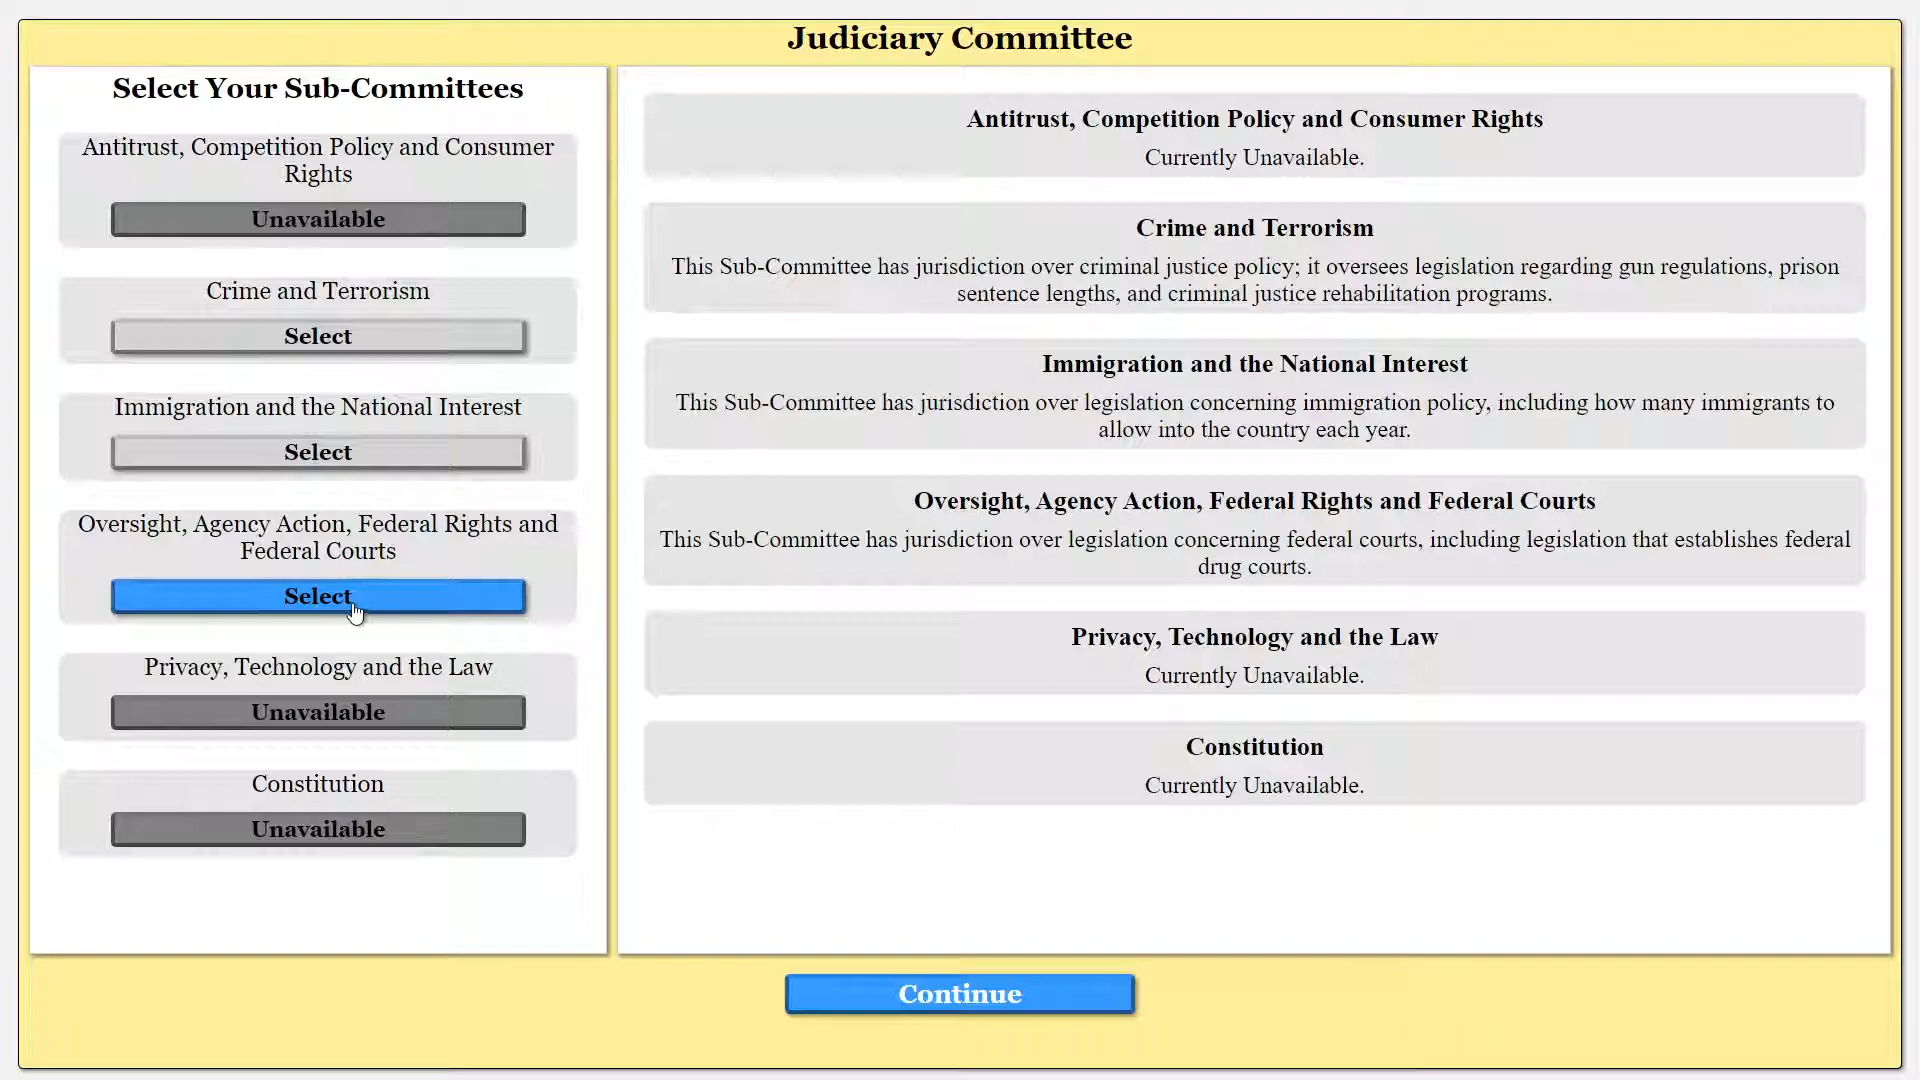 Judiciary Committee
Select Your Sub-Committees
Antitrust, Competition Policy and Consumer
Rights
Unavailable
Crime and Terrorism
Select
Immigration and the National Interest
Select
Oversight, Agency Action, Federal Rights and
Federal Courts
Select
Privacy, Technology and the Law
Unavailable
Constitution
Unavailable
Antitrust, Competition Policy and Consumer Rights
Currently Unavailable.
Crime and Terrorism
This Sub-Committee has jurisdiction over criminal justice policy; it oversees legislation regarding gun regulations, prison
sentence lengths, and criminal justice rehabilitation programs.
Immigration and the National Interest
This Sub-Committee has jurisdiction over legislation concerning immigration policy, including how many immigrants to
allow into the country each year.
Oversight, Agency Action, Federal Rights and Federal Courts
This Sub-Committee has jurisdiction over legislation concerning federal courts, including legislation that establishes federal
drug courts.
Privacy, Technology and the Law
Currently Unavailable.
Constitution
Currently Unavailable.
Continue